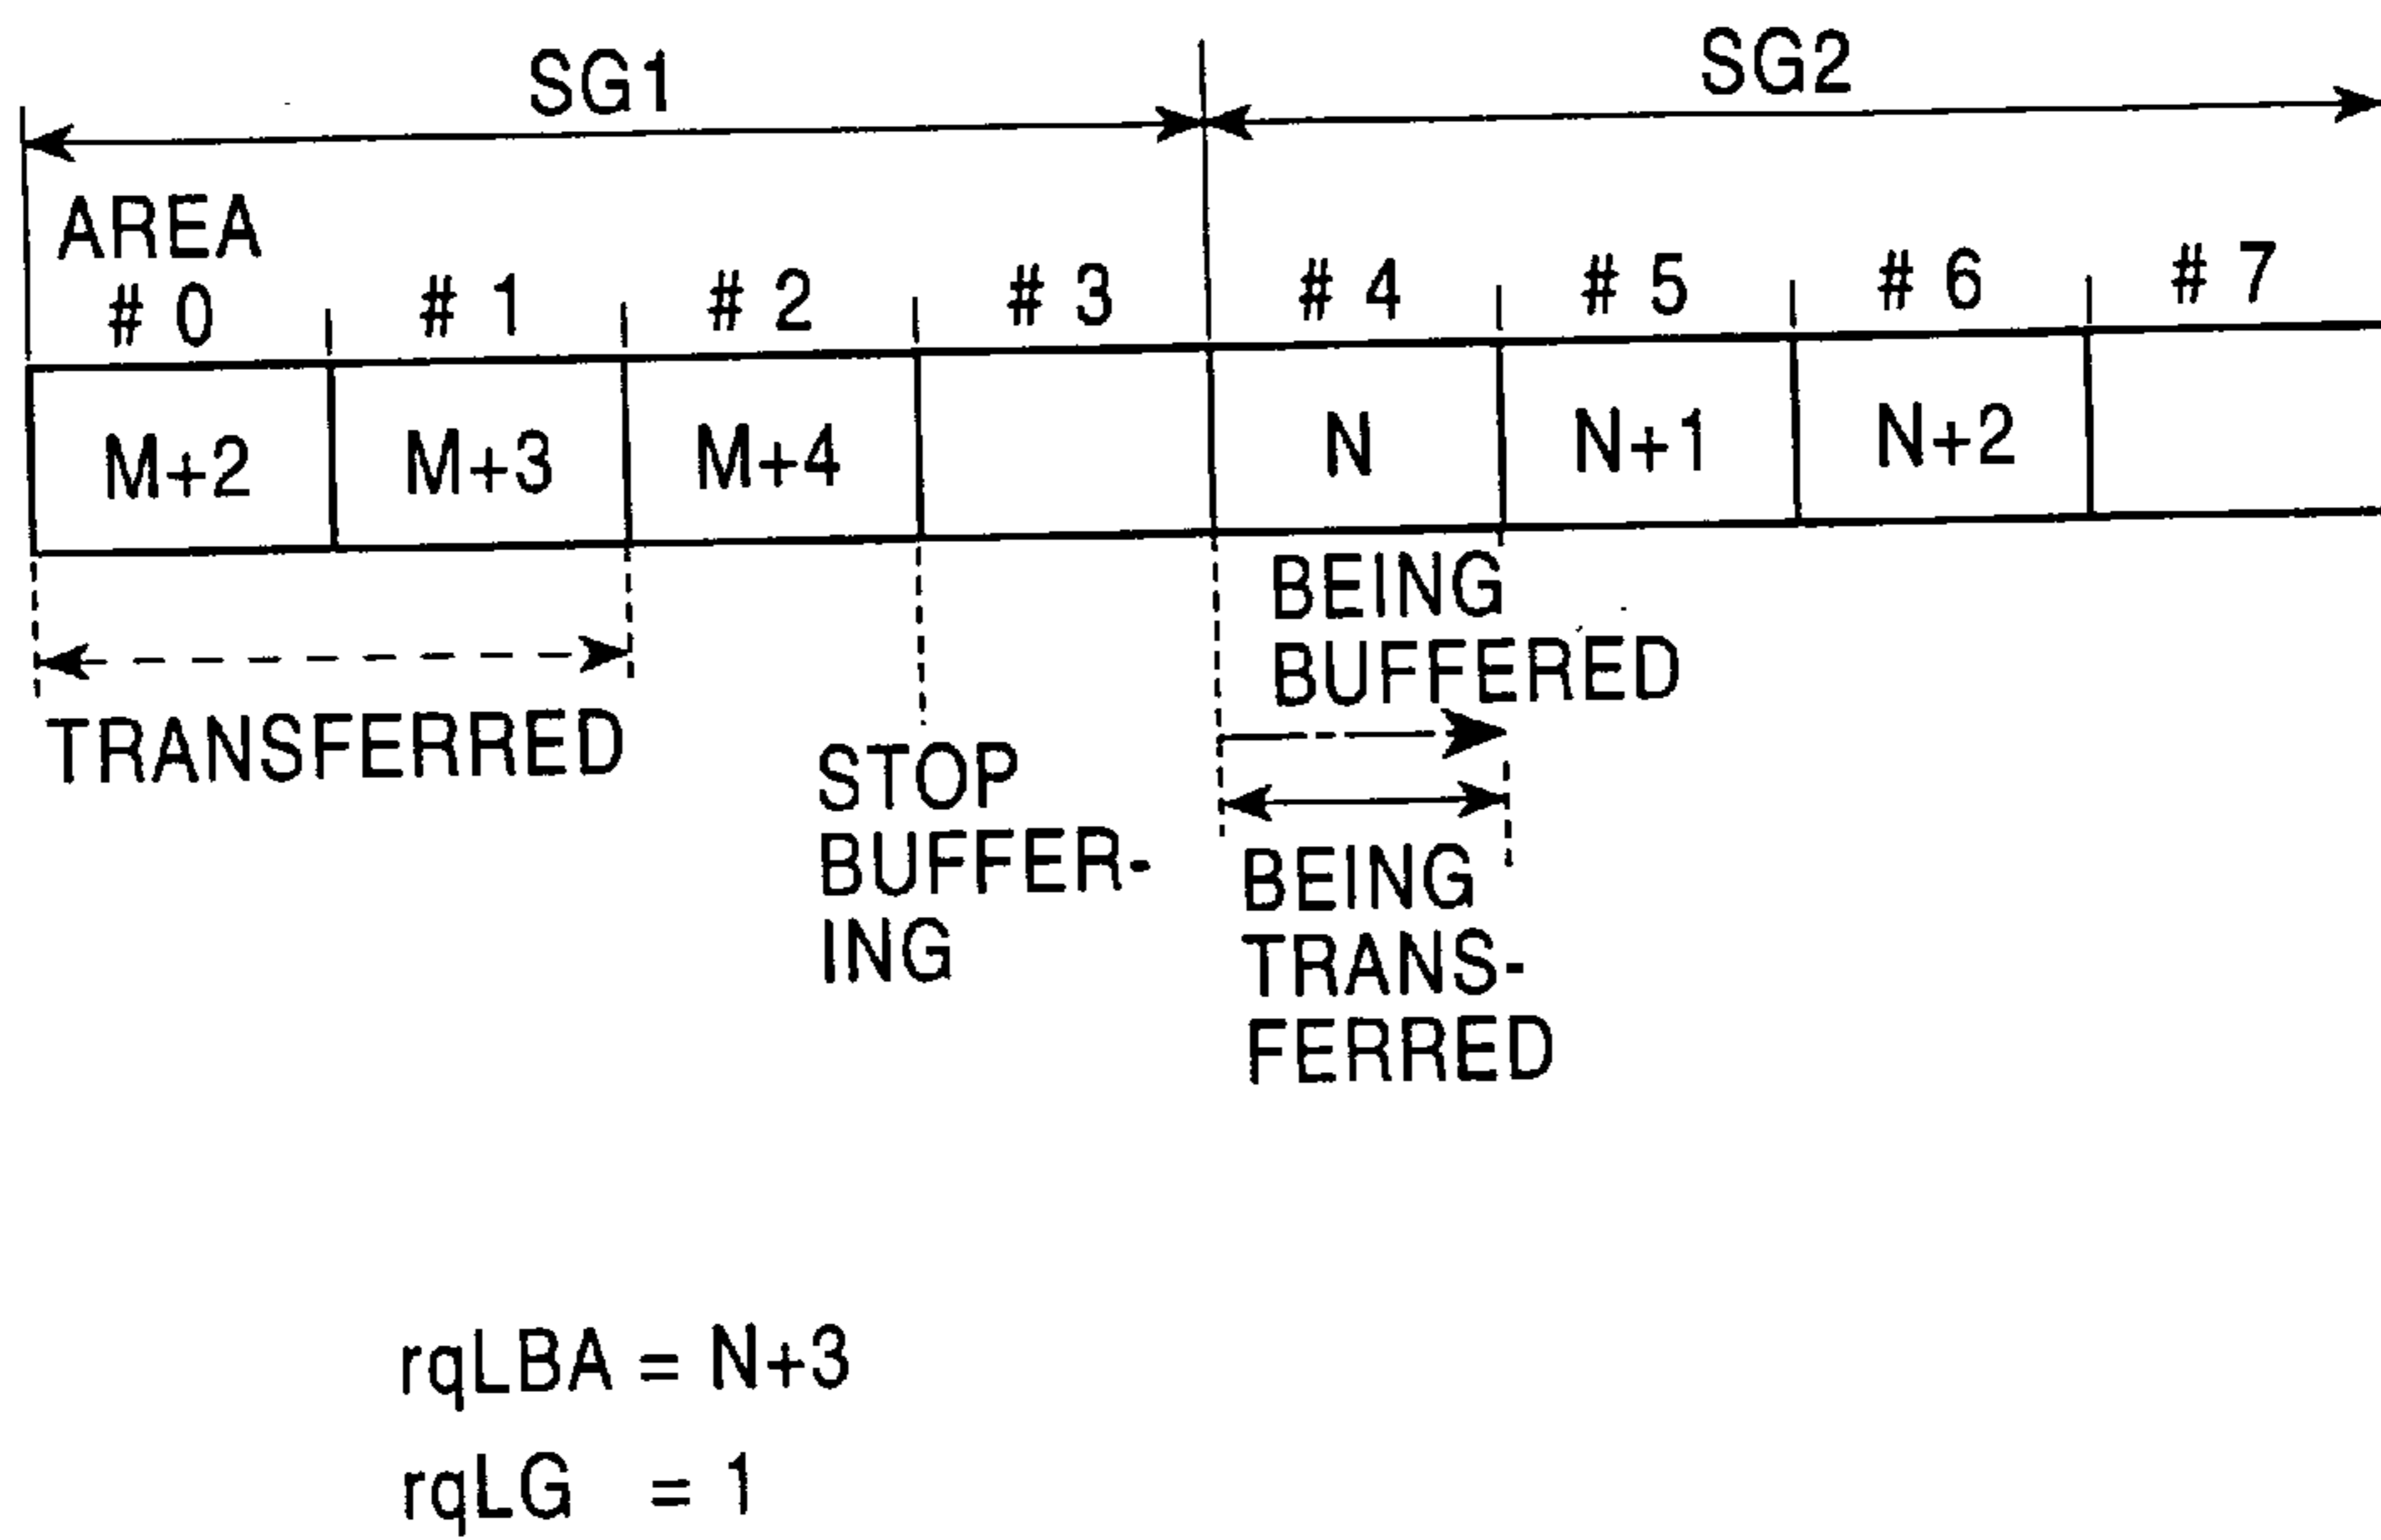 SG1 SG2
AREA
# 0 # 1 # 2 # 3 # 4 # 5 # 6 # 7
M+2 M+3 M+4 N N+1 N+2
TRANSFERRED
STOP
BUFFER-
ING
BEING
BUFFERED
BEING
TRANS-
FERRED
rqLBA = N+3
rqLG = 1